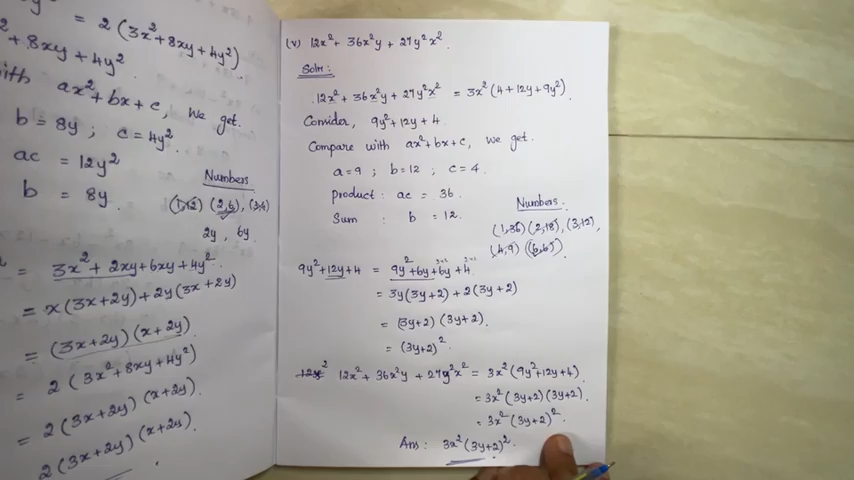 = 2 (3x² + 8xy + 4y²)
+ 8xy + 4y²
with ax² + bx + c, we get.
b = 8y ; c = 4y²
ac = 12y²
b = 8y
Numbers
(1,12) (2,6), (3,4)
2y , 6y
= 3x² + 2xy + 6xy + 4y²
= x(3x+2y) + 2y(3x+2y)
= (3x+2y) (x+2y)
= 2 (3x² + 8xy + 4y²)
= 2 (3x+2y) (x+2y)
2(3x+2y) (x+2y)
(v) 12x² + 36x²y + 27y²x².
Soln:
12x² + 36x²y + 27y²x² = 3x² (4 + 12y + 9y²)
Consider, 9y² + 12y + 4.
Compare with ax² + bx + c, we get.
a = 9 ; b = 12 ; c = 4.
Product : ac = 36
Sum : b = 12.
Numbers.
(1,36) (2,18), (3,12),
(4,9) (6,6)
9y² + 12y + 4 = 9y² + 6y + 6y + 4
= 3y(3y+2) + 2(3y+2)
= (3y+2) (3y+2).
= (3y+2)²
12x² + 36x²y + 27y²x² = 3x² (9y² + 12y + 4).
= 3x² (3y+2) (3y+2).
= 3x² (3y+2)².
Ans : 3x² (3y+2)².